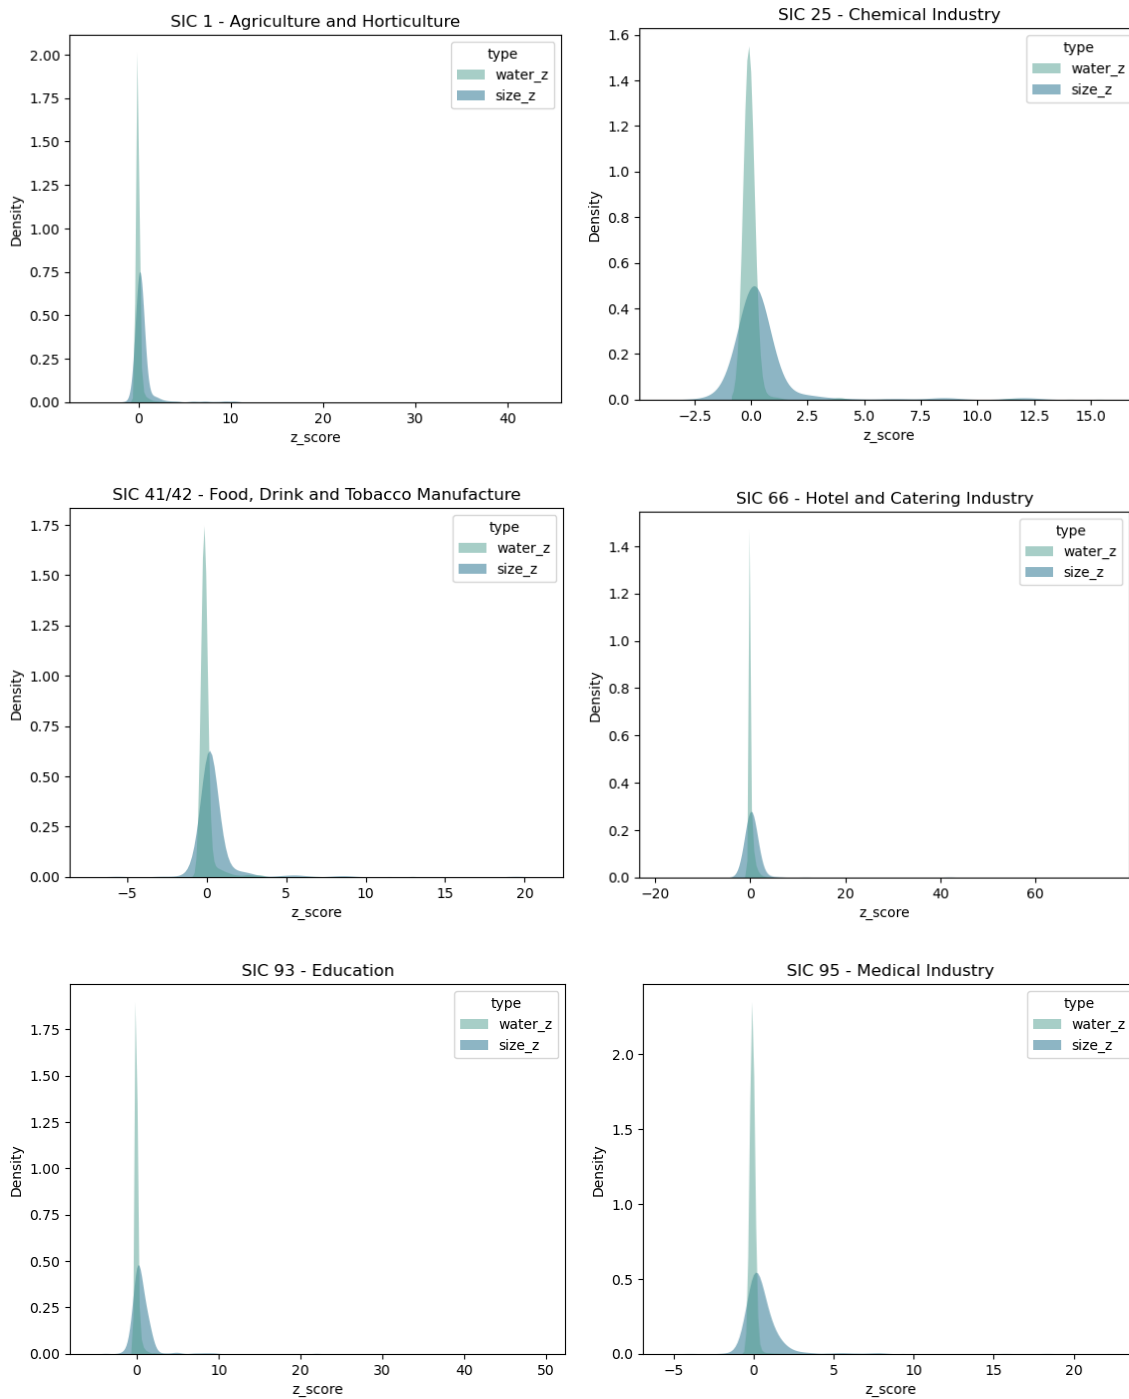 SIC 1 - Agriculture and Horticulture
type
water_z
size_z
Density
2.00
1.75
1.50
1.25
1.00
0.75
0.50
0.25
0.00
0
10
20
30
40
z_score
SIC 25 - Chemical Industry
type
water_z
size_z
Density
1.6
1.4
1.2
1.0
0.8
0.6
0.4
0.2
0.0
−2.5
0.0
2.5
5.0
7.5
10.0
12.5
15.0
z_score
SIC 41/42 - Food, Drink and Tobacco Manufacture
type
water_z
size_z
Density
1.75
1.50
1.25
1.00
0.75
0.50
0.25
0.00
−5
0
5
10
15
20
z_score
SIC 66 - Hotel and Catering Industry
type
water_z
size_z
Density
1.4
1.2
1.0
0.8
0.6
0.4
0.2
0.0
−20
0
20
40
60
z_score
SIC 93 - Education
type
water_z
size_z
Density
1.75
1.50
1.25
1.00
0.75
0.50
0.25
0.00
0
10
20
30
40
50
z_score
SIC 95 - Medical Industry
type
water_z
size_z
Density
2.0
1.5
1.0
0.5
0.0
−5
0
5
10
15
20
z_score